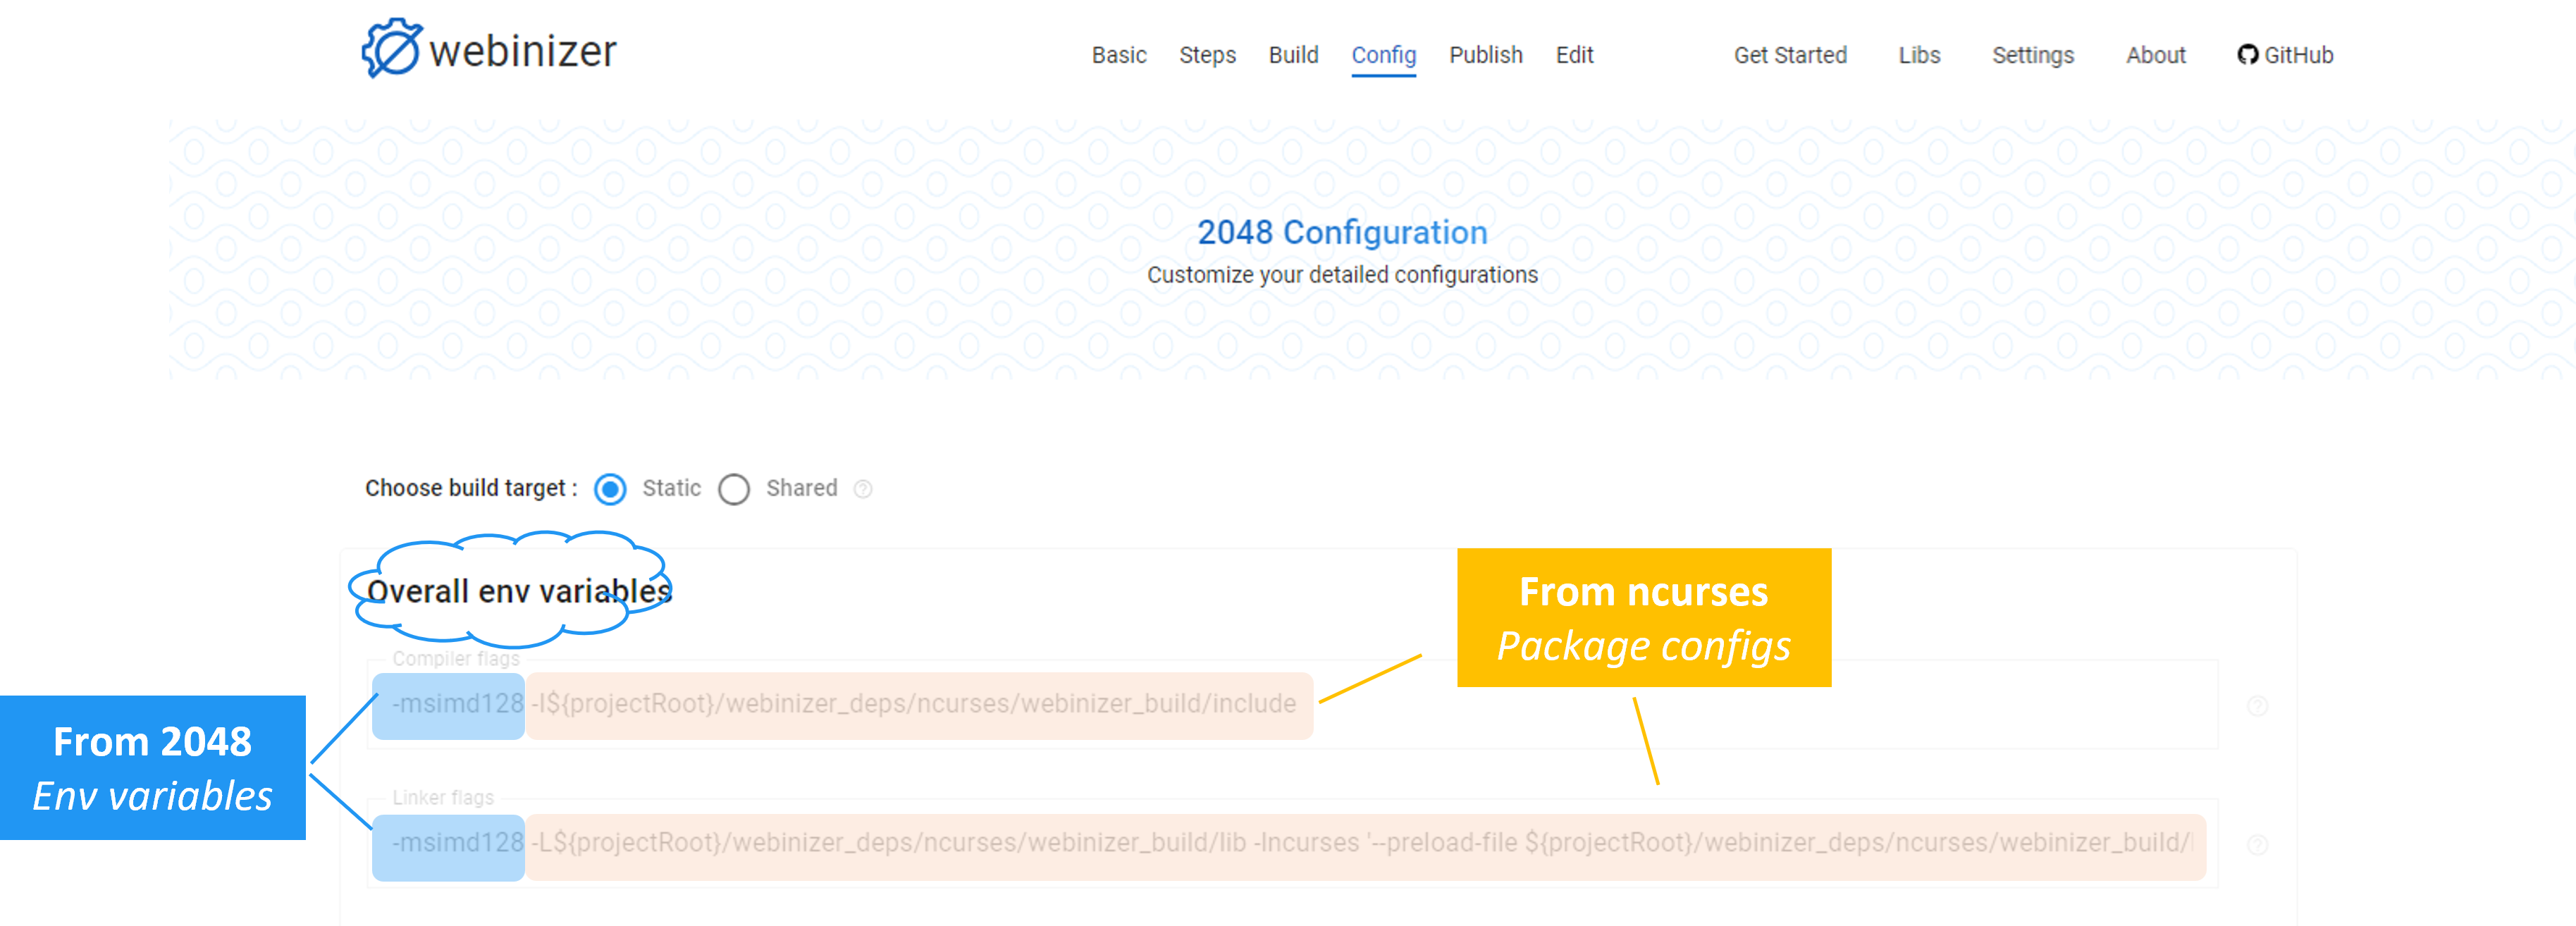 webinizer
Basic Steps Build Config Publish Edit Get Started Libs Settings About GitHub
2048 Configuration
Customize your detailed configurations
Choose build target : Static Shared ?
Overall env variables
From ncurses
Package configs
Compiler flags
-msimd128 -I${projectRoot}/webinizer_deps/ncurses/webinizer_build/include
?
From 2048
Env variables
Linker flags
-msimd128 -L${projectRoot}/webinizer_deps/ncurses/webinizer_build/lib -lncurses '--preload-file ${projectRoot}/webinizer_deps/ncurses/webinizer_build/
?